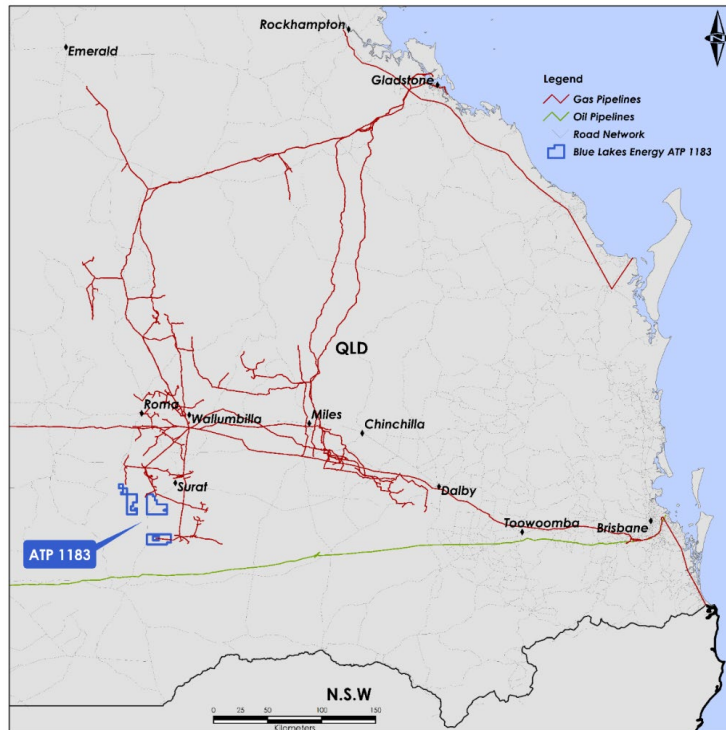 Rockhampton
Emerald
Gladstone
Legend
Gas Pipelines
Oil Pipelines
Road Network
Blue Lakes Energy ATP 1183
QLD
Roma
Wallumbilla
Miles
Chinchilla
Surat
Dalby
Toowoomba
Brisbane
ATP 1183
N.S.W
0 25 50 100 150
Kilometers